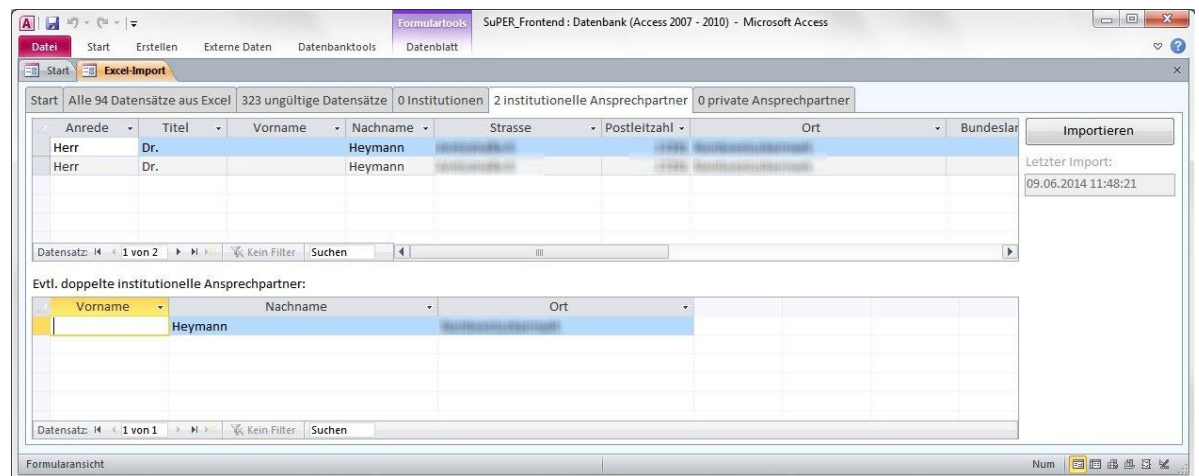 A Formulartools SuPER_Frontend : Datenbank (Access 2007 - 2010) - Microsoft Access
Datei Start Erstellen Externe Daten Datenbanktools Datenblatt
Start Excel-Import
Start Alle 94 Datensätze aus Excel 323 ungültige Datensätze 0 Institutionen 2 institutionelle Ansprechpartner 0 private Ansprechpartner
Anrede Titel Vorname Nachname Strasse Postleitzahl Ort Bundeslar Importieren
Herr Dr. Heymann
Herr Dr. Heymann
Letzter Import:
09.06.2014 11:48:21
Datensatz: 1 von 2 Kein Filter Suchen
Evtl. doppelte institutionelle Ansprechpartner:
Vorname Nachname Ort
Heymann
Datensatz: 1 von 1 Kein Filter Suchen
Formularansicht Num